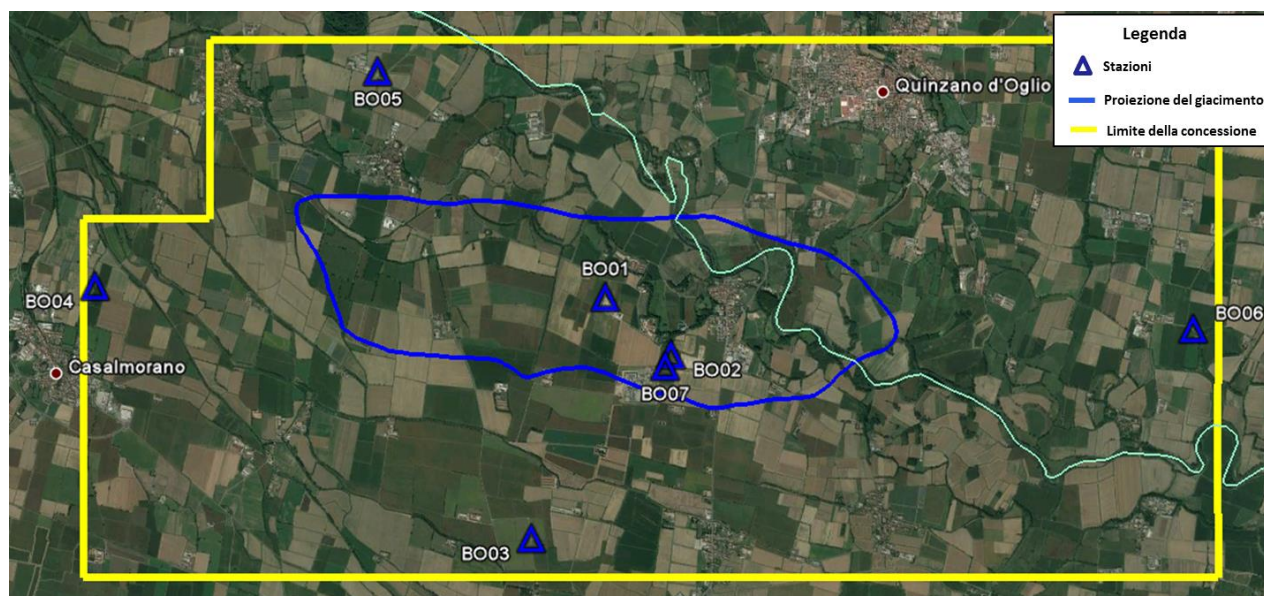 Legenda
Stazioni
Proiezione del giacimento
Limite della concessione
BO05
Quinzano d'Oglio
BO01
BO04
BO06
Casalmorano
BO02
BO07
BO03